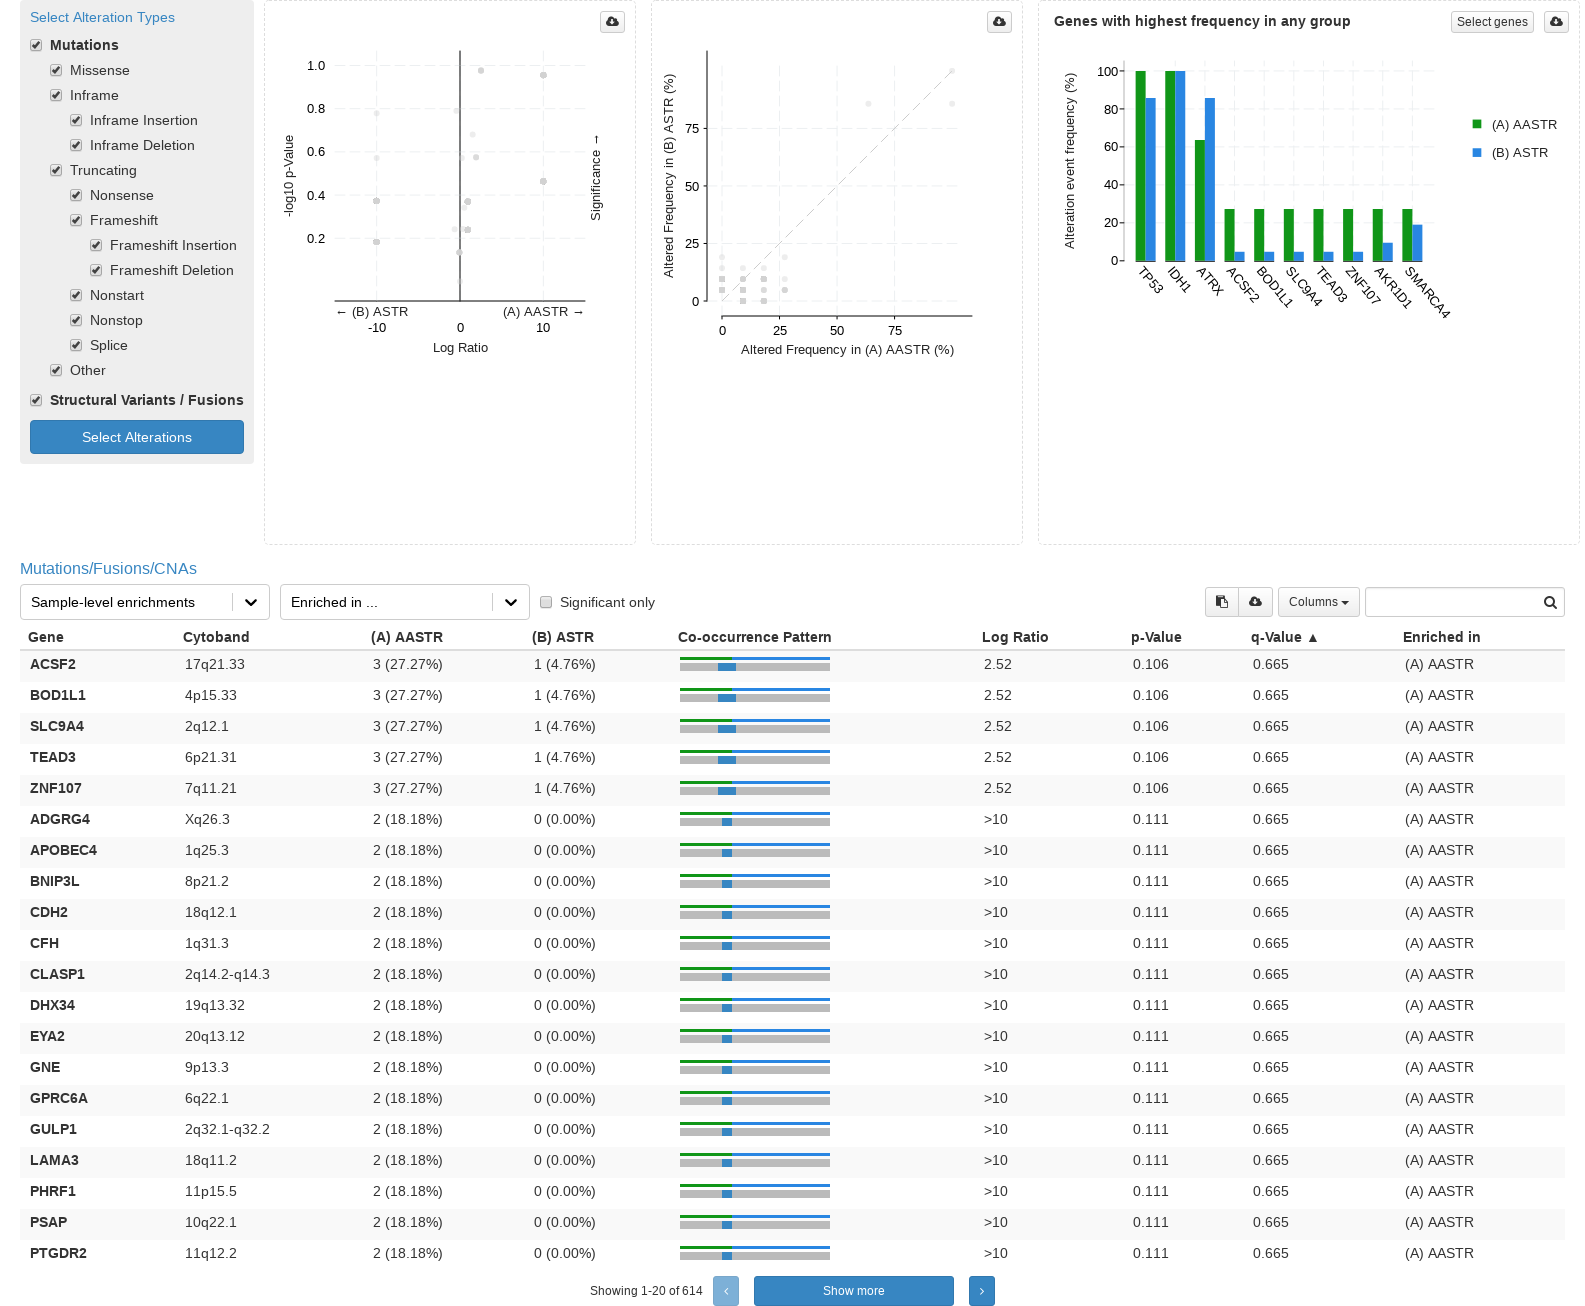 Select Alteration Types
Mutations
Missense
Inframe
Inframe Insertion
Inframe Deletion
Truncating
Nonsense
Frameshift
Frameshift Insertion
Frameshift Deletion
Nonstart
Nonstop
Splice
Other
Structural Variants / Fusions
Select Alterations
1.0
0.8
0.6
0.4
0.2
-log10 p-Value
Significance →
← (B) ASTR (A) AASTR →
-10 0 10
Log Ratio
Altered Frequency in (B) ASTR (%)
75
50
25
0
0 25 50 75
Altered Frequency in (A) AASTR (%)
Genes with highest frequency in any group
Select genes
Alteration event frequency (%)
100
80
60
40
20
0
TP53 IDH1 ATRX ACSF2 BOD1L1 SLC9A4 TEAD3 ZNF107 AKR1D1 SMARCA4
(A) AASTR
(B) ASTR
Mutations/Fusions/CNAs
Sample-level enrichments Enriched in ... Significant only Columns
Gene Cytoband (A) AASTR (B) ASTR Co-occurrence Pattern Log Ratio p-Value q-Value ▲ Enriched in
ACSF2 17q21.33 3 (27.27%) 1 (4.76%) 2.52 0.106 0.665 (A) AASTR
BOD1L1 4p15.33 3 (27.27%) 1 (4.76%) 2.52 0.106 0.665 (A) AASTR
SLC9A4 2q12.1 3 (27.27%) 1 (4.76%) 2.52 0.106 0.665 (A) AASTR
TEAD3 6p21.31 3 (27.27%) 1 (4.76%) 2.52 0.106 0.665 (A) AASTR
ZNF107 7q11.21 3 (27.27%) 1 (4.76%) 2.52 0.106 0.665 (A) AASTR
ADGRG4 Xq26.3 2 (18.18%) 0 (0.00%) >10 0.111 0.665 (A) AASTR
APOBEC4 1q25.3 2 (18.18%) 0 (0.00%) >10 0.111 0.665 (A) AASTR
BNIP3L 8p21.2 2 (18.18%) 0 (0.00%) >10 0.111 0.665 (A) AASTR
CDH2 18q12.1 2 (18.18%) 0 (0.00%) >10 0.111 0.665 (A) AASTR
CFH 1q31.3 2 (18.18%) 0 (0.00%) >10 0.111 0.665 (A) AASTR
CLASP1 2q14.2-q14.3 2 (18.18%) 0 (0.00%) >10 0.111 0.665 (A) AASTR
DHX34 19q13.32 2 (18.18%) 0 (0.00%) >10 0.111 0.665 (A) AASTR
EYA2 20q13.12 2 (18.18%) 0 (0.00%) >10 0.111 0.665 (A) AASTR
GNE 9p13.3 2 (18.18%) 0 (0.00%) >10 0.111 0.665 (A) AASTR
GPRC6A 6q22.1 2 (18.18%) 0 (0.00%) >10 0.111 0.665 (A) AASTR
GULP1 2q32.1-q32.2 2 (18.18%) 0 (0.00%) >10 0.111 0.665 (A) AASTR
LAMA3 18q11.2 2 (18.18%) 0 (0.00%) >10 0.111 0.665 (A) AASTR
PHRF1 11p15.5 2 (18.18%) 0 (0.00%) >10 0.111 0.665 (A) AASTR
PSAP 10q22.1 2 (18.18%) 0 (0.00%) >10 0.111 0.665 (A) AASTR
PTGDR2 11q12.2 2 (18.18%) 0 (0.00%) >10 0.111 0.665 (A) AASTR
Showing 1-20 of 614 ‹ Show more ›